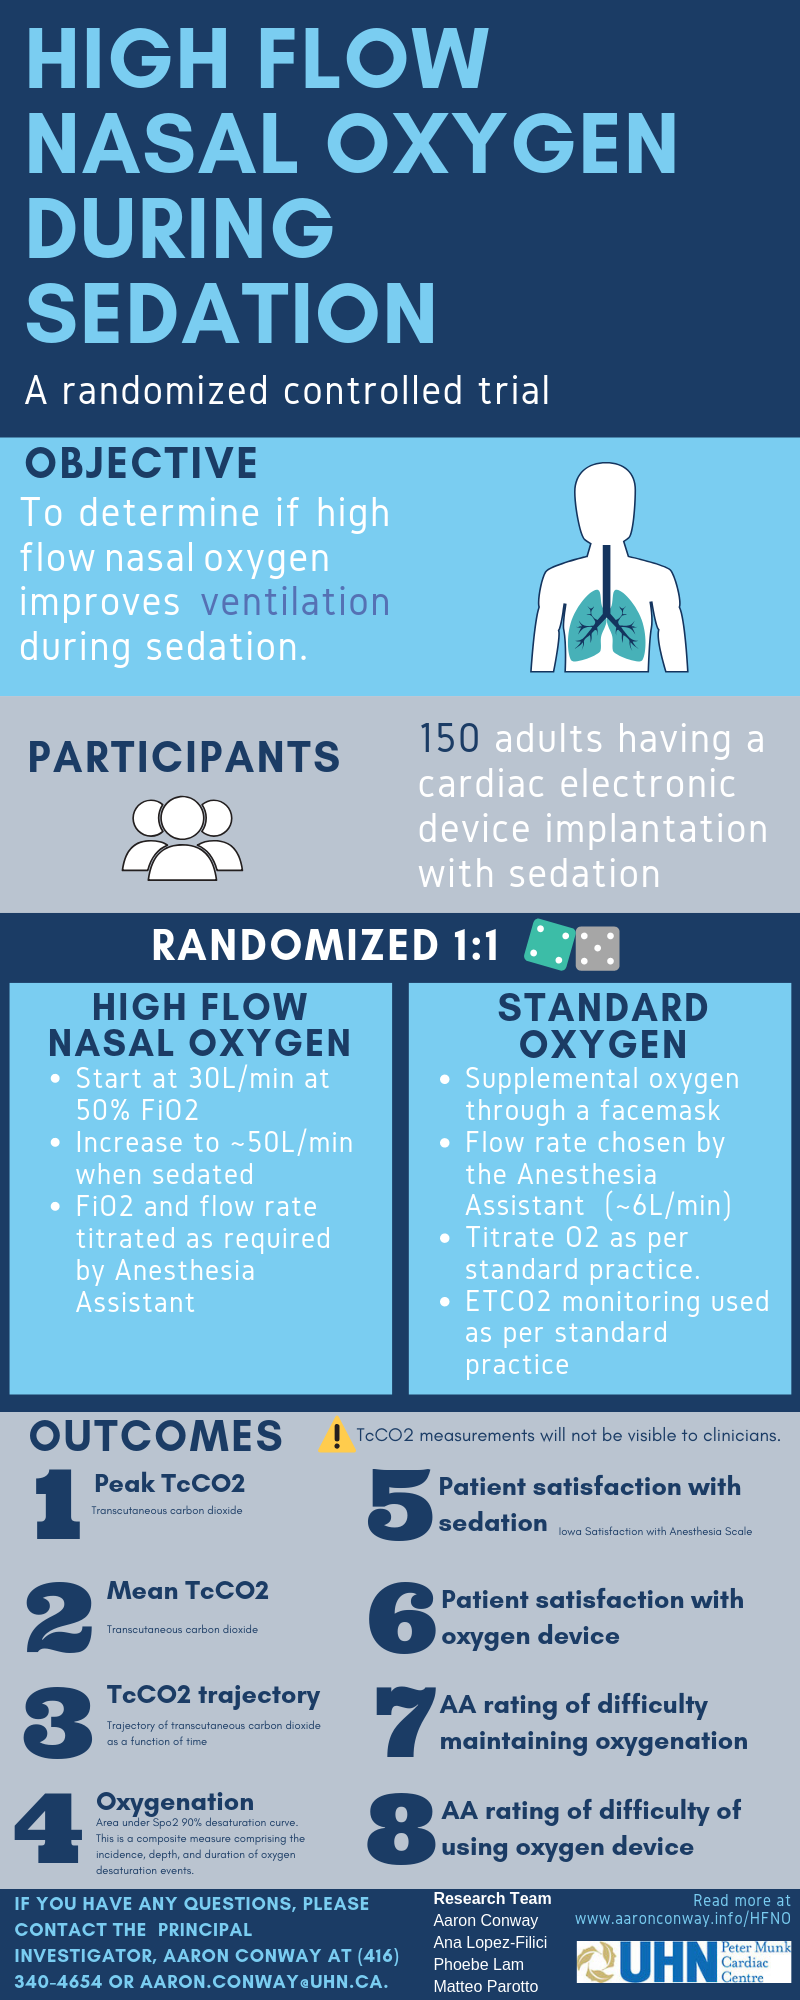 HIGH FLOW
NASAL OXYGEN
DURING
SEDATION
A randomized controlled trial
OBJECTIVE
To determine if high
flow nasal oxygen
improves ventilation
during sedation.
PARTICIPANTS
150 adults having a
cardiac electronic
device implantation
with sedation
RANDOMIZED 1:1
HIGH FLOW
NASAL OXYGEN
• Start at 30L/min at
50% FiO2
• Increase to ~50L/min
when sedated
• FiO2 and flow rate
titrated as required
by Anesthesia
Assistant
STANDARD
OXYGEN
• Supplemental oxygen
through a facemask
• Flow rate chosen by
the Anesthesia
Assistant (~6L/min)
• Titrate O2 as per
standard practice.
• ETCO2 monitoring used
as per standard
practice
OUTCOMES
TcCO2 measurements will not be visible to clinicians.
1 Peak TcCO2
Transcutaneous carbon dioxide
2 Mean TcCO2
Transcutaneous carbon dioxide
3 TcCO2 trajectory
Trajectory of transcutaneous carbon dioxide
as a function of time
4 Oxygenation
Area under Spo2 90% desaturation curve.
This is a composite measure comprising the
incidence, depth, and duration of oxygen
desaturation events.
5 Patient satisfaction with
sedation Iowa Satisfaction with Anesthesia Scale
6 Patient satisfaction with
oxygen device
7 AA rating of difficulty
maintaining oxygenation
8 AA rating of difficulty of
using oxygen device
IF YOU HAVE ANY QUESTIONS, PLEASE
CONTACT THE PRINCIPAL
INVESTIGATOR, AARON CONWAY AT (416)
340-4654 OR AARON.CONWAY@UHN.CA.
Research Team
Aaron Conway
Ana Lopez-Filici
Phoebe Lam
Matteo Parotto
Read more at
www.aaronconway.info/HFNO
UHN Peter Munk
Cardiac
Centre